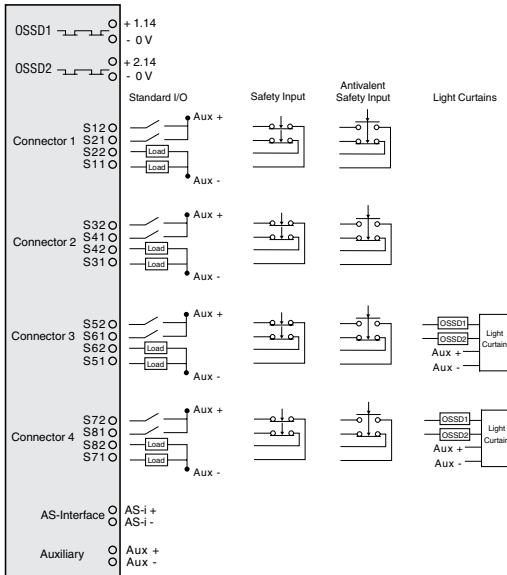 OSSD1
+ 1.14
- 0 V
OSSD2
+ 2.14
- 0 V
Standard I/O
Safety Input
Antivalent
Safety Input
Light Curtains
Connector 1
S12
S21
S22
S11
Load
Load
Aux +
Aux -
Connector 2
S32
S41
S42
S31
Load
Load
Aux +
Aux -
Connector 3
S52
S61
S62
S51
Load
Load
Aux +
Aux -
OSSD1
OSSD2
Aux +
Aux -
Light
Curtain
Connector 4
S72
S81
S82
S71
Load
Load
Aux +
Aux -
OSSD1
OSSD2
Aux +
Aux -
Light
Curtain
AS-Interface
AS-i +
AS-i -
Auxiliary
Aux +
Aux -